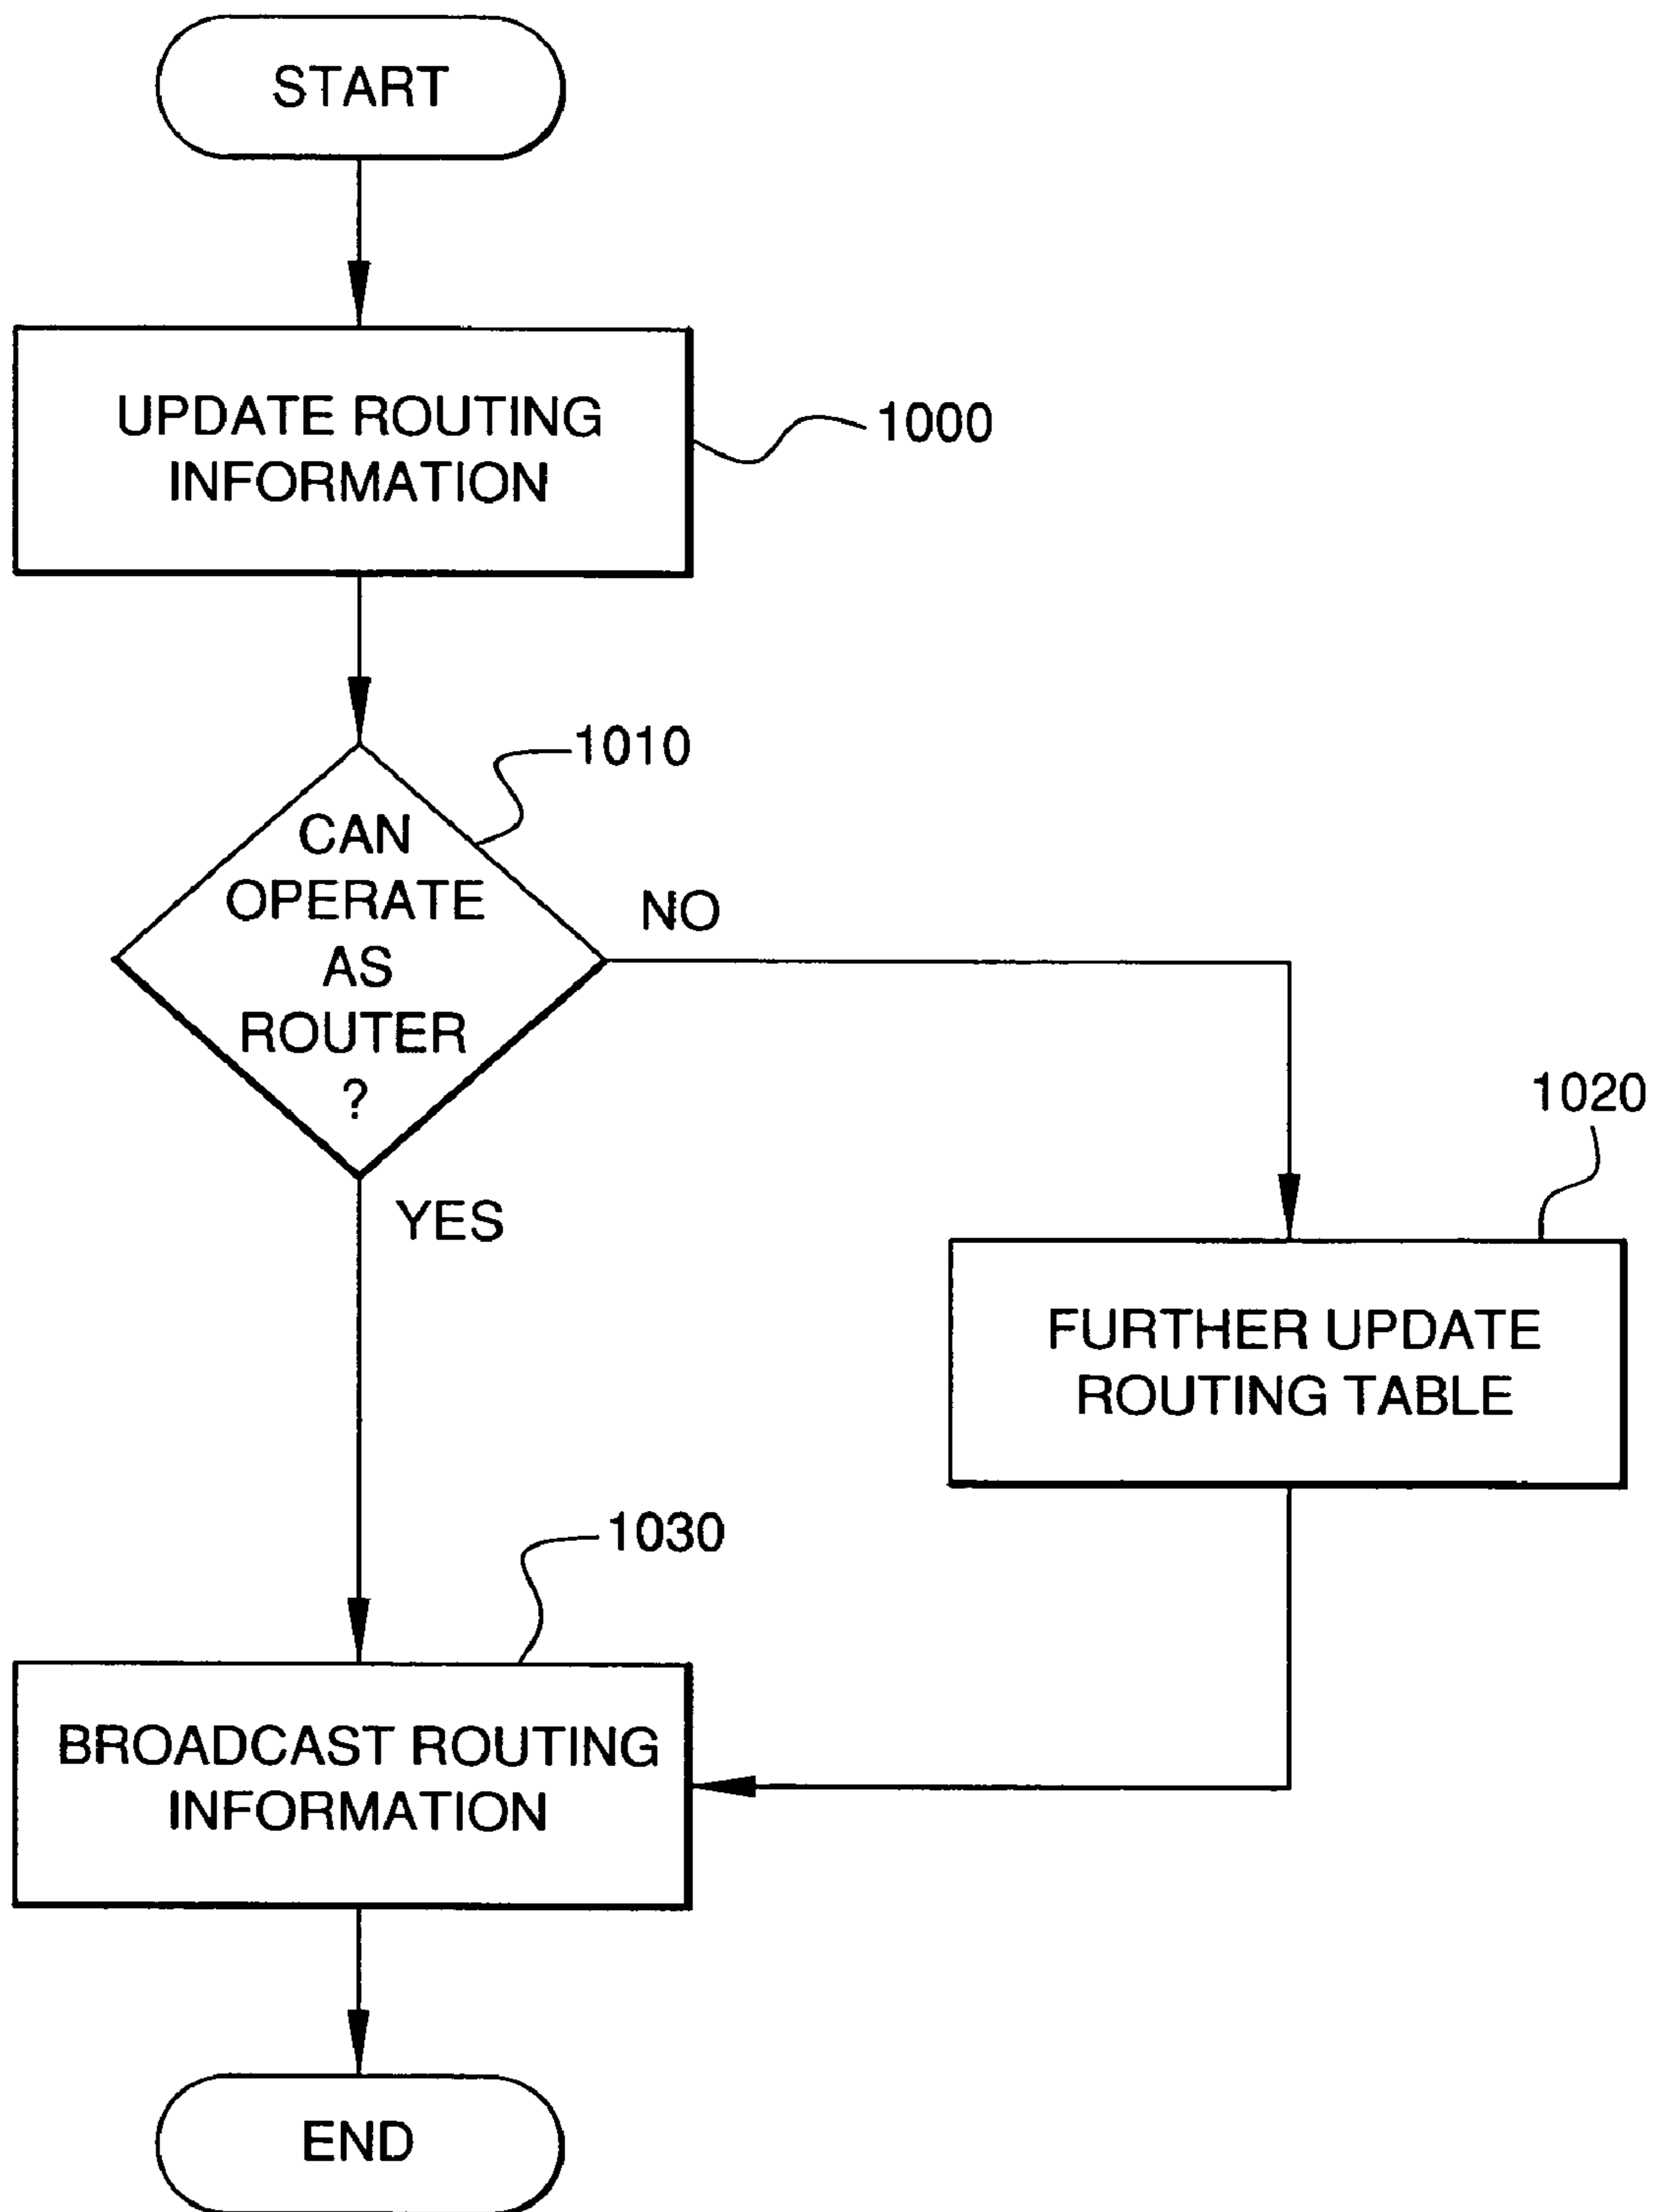 START
UPDATE ROUTING
INFORMATION
1000
1010
CAN
OPERATE
AS
ROUTER
?
NO
YES
1020
FURTHER UPDATE
ROUTING TABLE
1030
BROADCAST ROUTING
INFORMATION
END